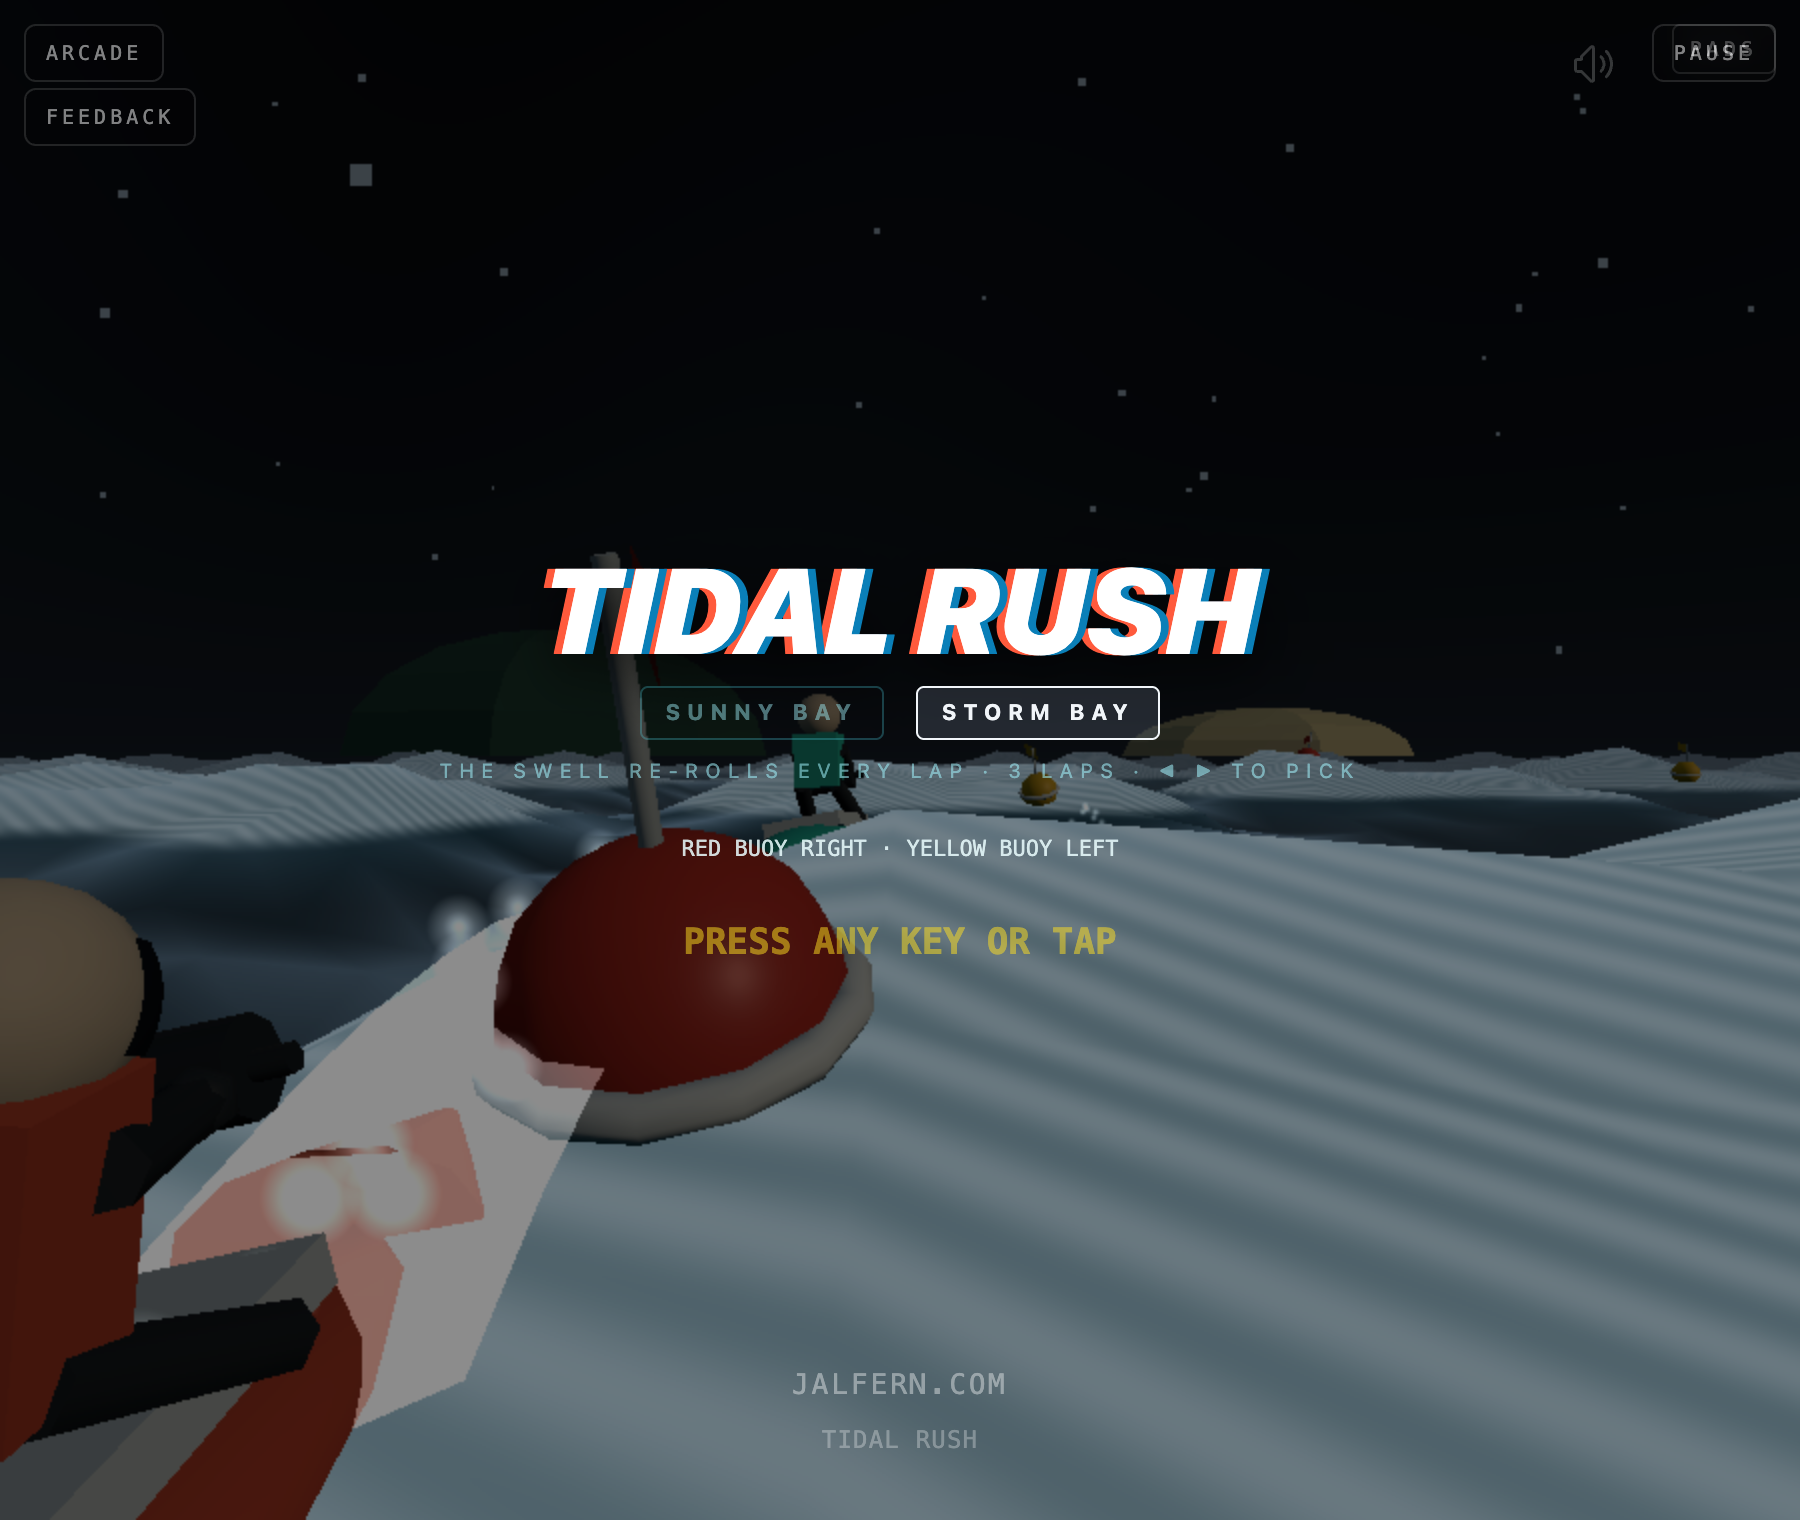 ARCADE
PAUSE
FEEDBACK
TIDAL RUSH
SUNNY BAY
STORM BAY
THE SWELL RE-ROLLS EVERY LAP · 3 LAPS · ◄ ► TO PICK
RED BUOY RIGHT · YELLOW BUOY LEFT
PRESS ANY KEY OR TAP
JALFERN.COM
TIDAL RUSH